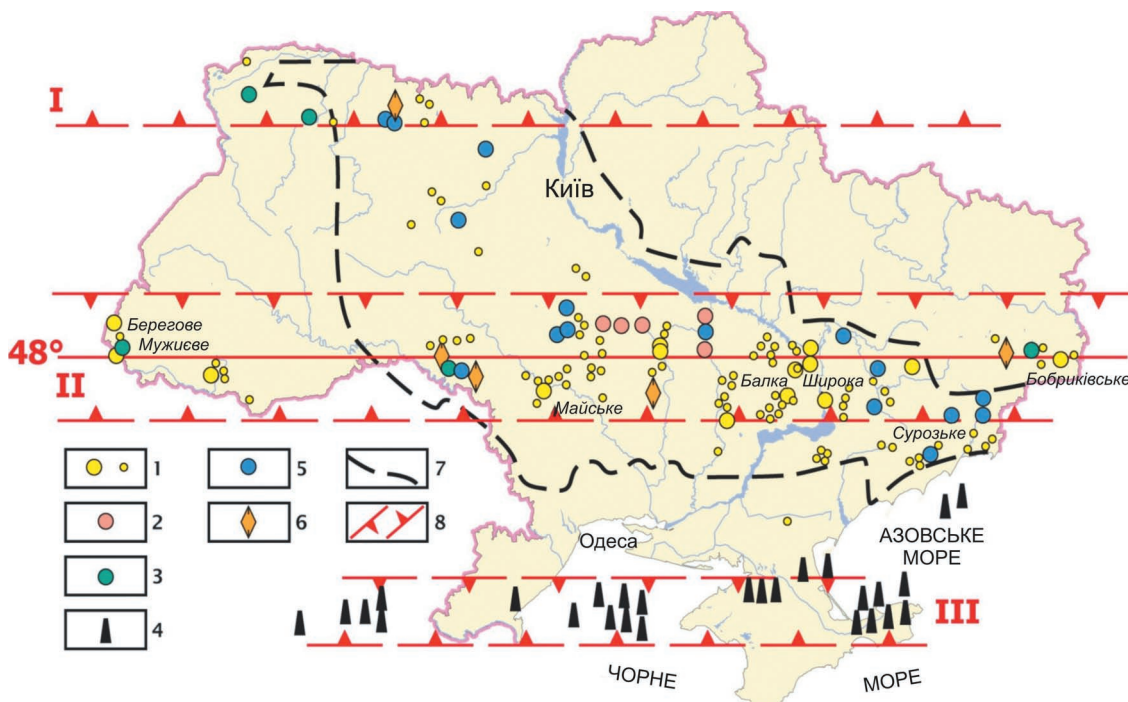 I
Київ
Берегове
Мужиєве
48°
II
Майське
Балка
Широка
Бобриківське
Сурозьке
1
5
7
2
6
8
3
4
Одеса
АЗОВСЬКЕ
МОРЕ
III
ЧОРНЕ
МОРЕ